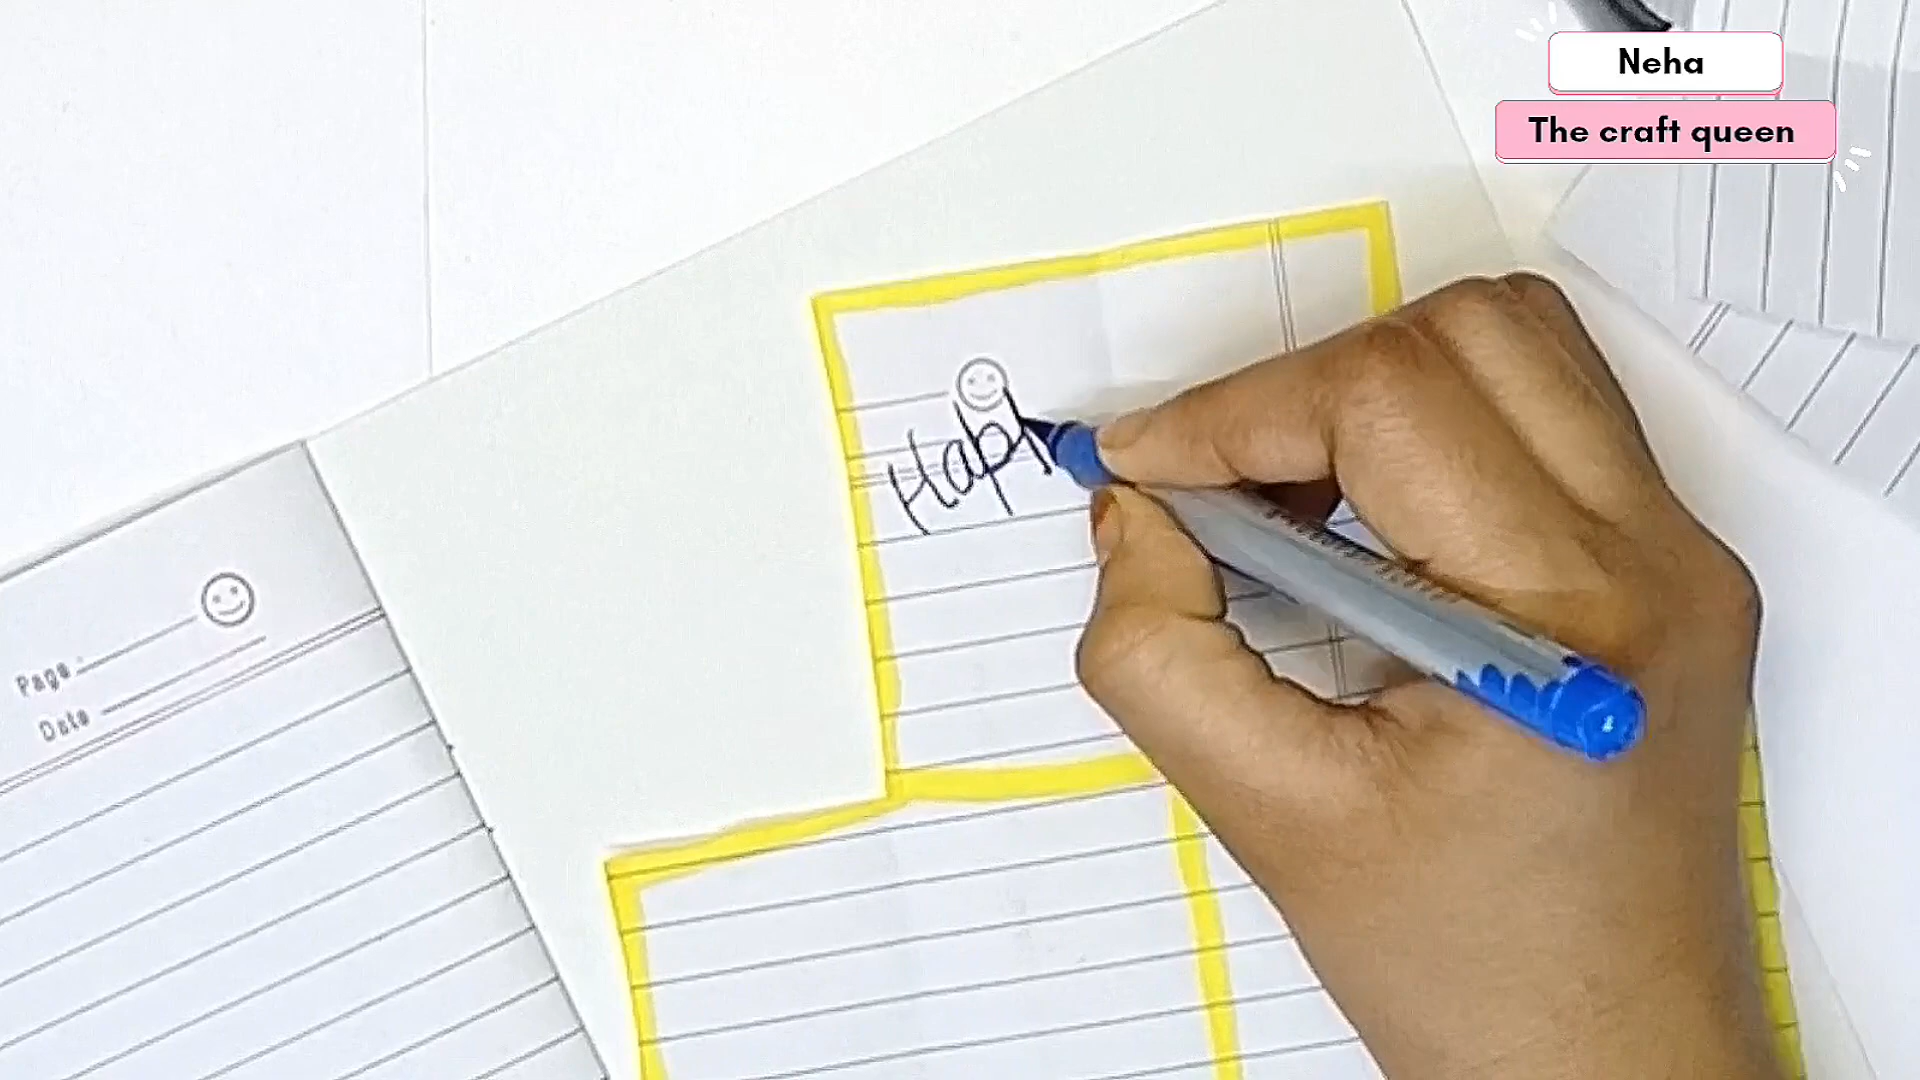 Neha
The craft queen
Hap
Page
Date